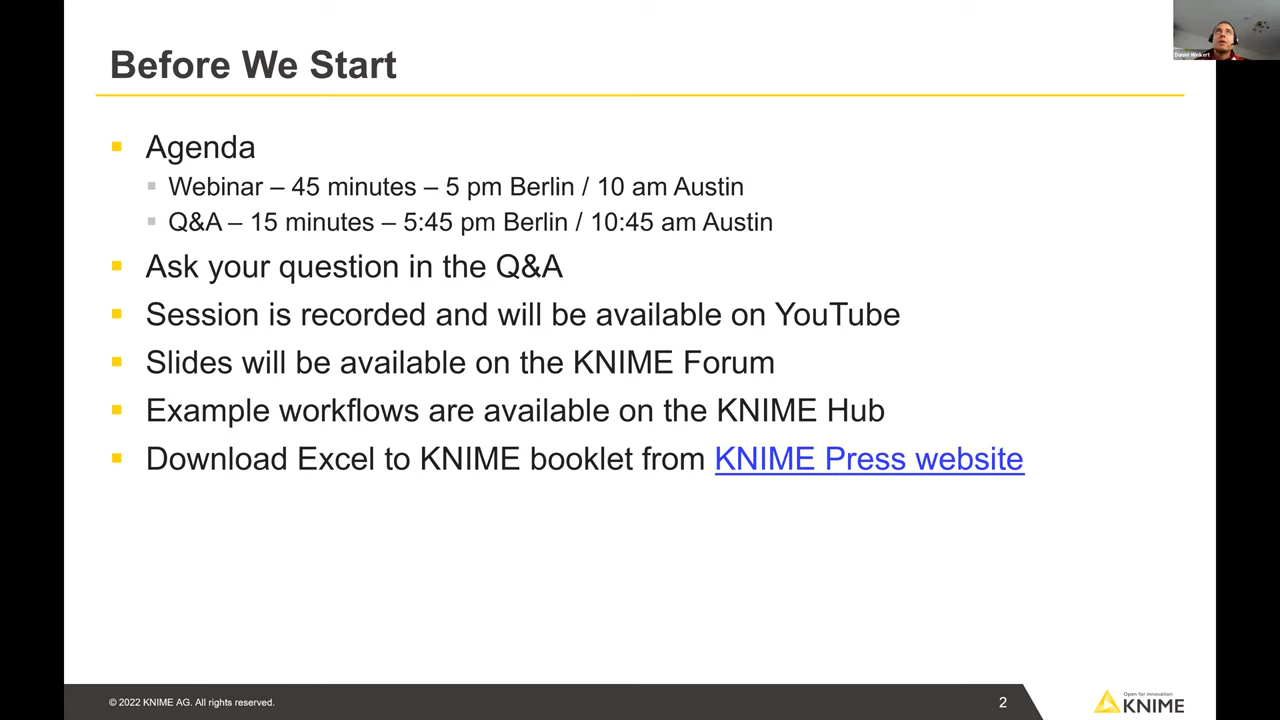 Before We Start
Agenda
Webinar – 45 minutes – 5 pm Berlin / 10 am Austin
Q&A – 15 minutes – 5:45 pm Berlin / 10:45 am Austin
Ask your question in the Q&A
Session is recorded and will be available on YouTube
Slides will be available on the KNIME Forum
Example workflows are available on the KNIME Hub
Download Excel to KNIME booklet from KNIME Press website
© 2022 KNIME AG. All rights reserved.
2
Open for Innovation
KNIME